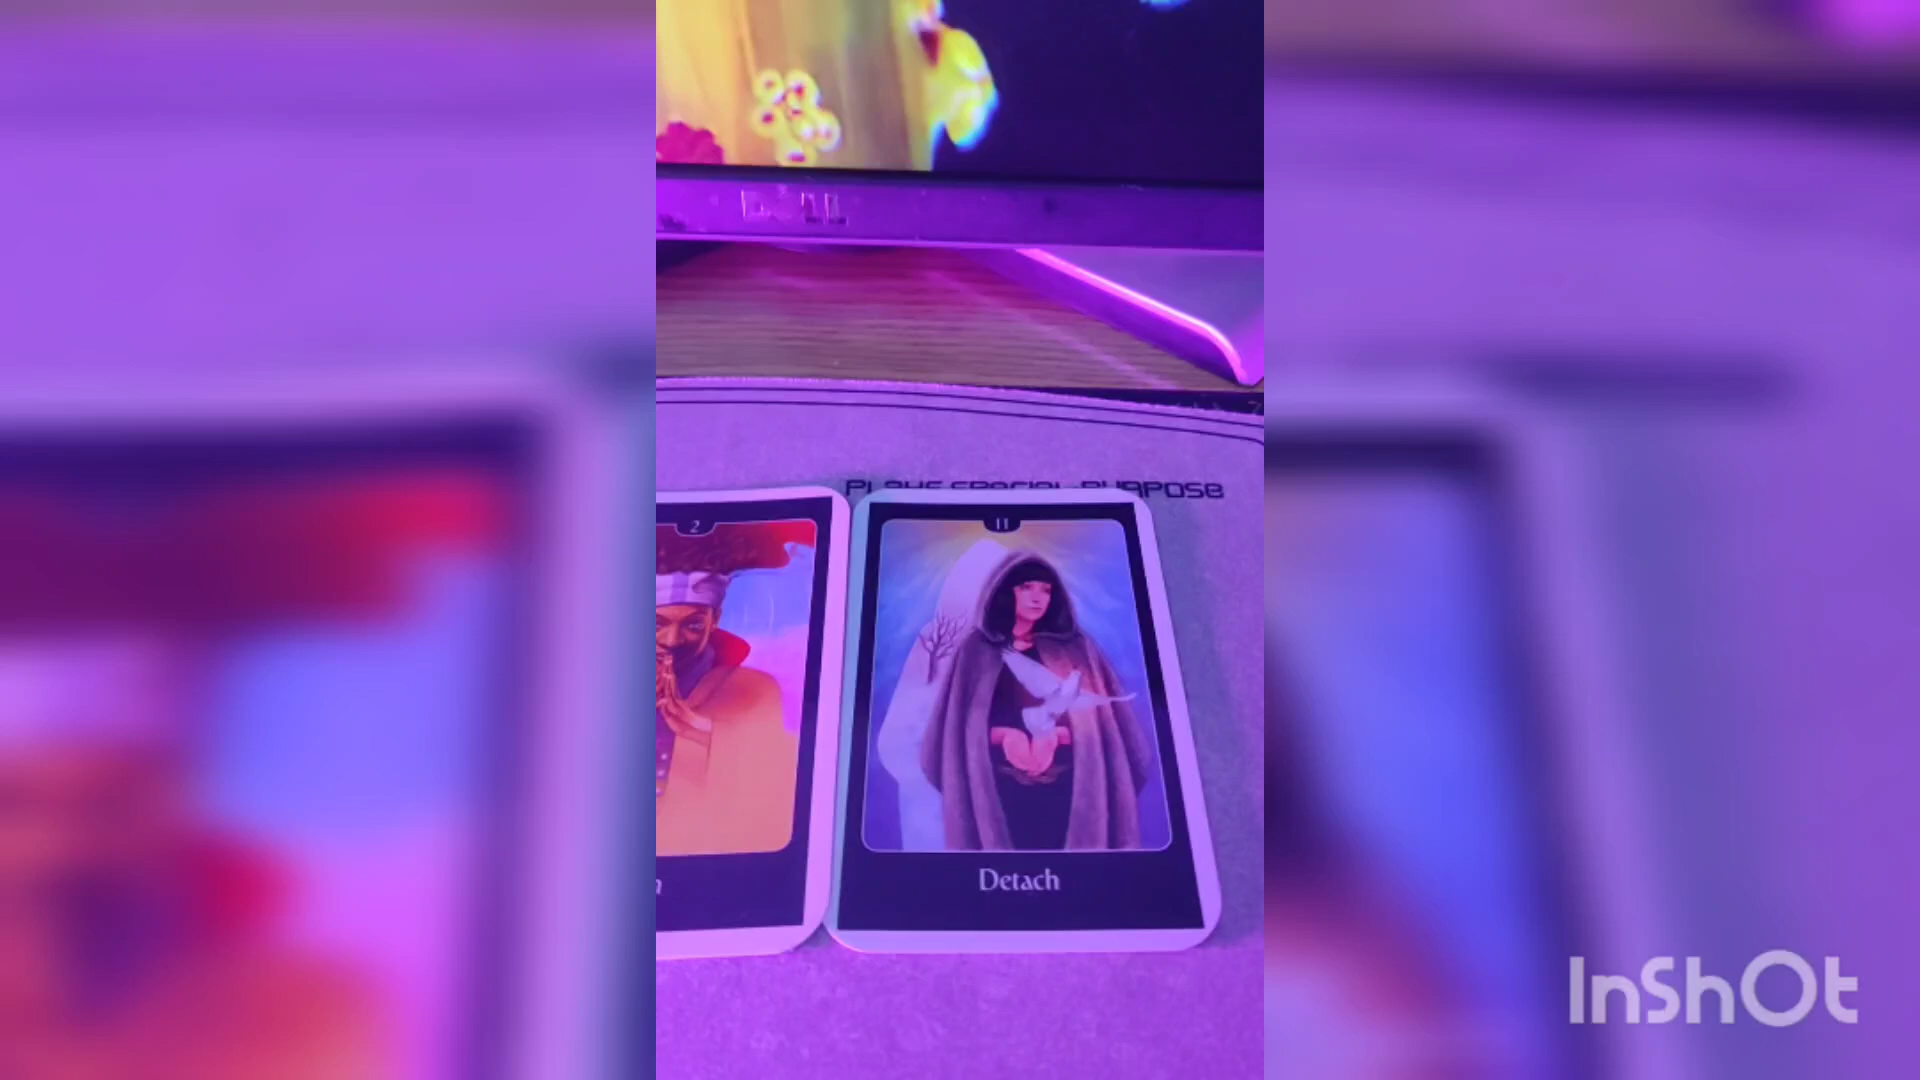 DELL
PLAYS SPECIAL PURPOSE
2
11
Detach
InShOt